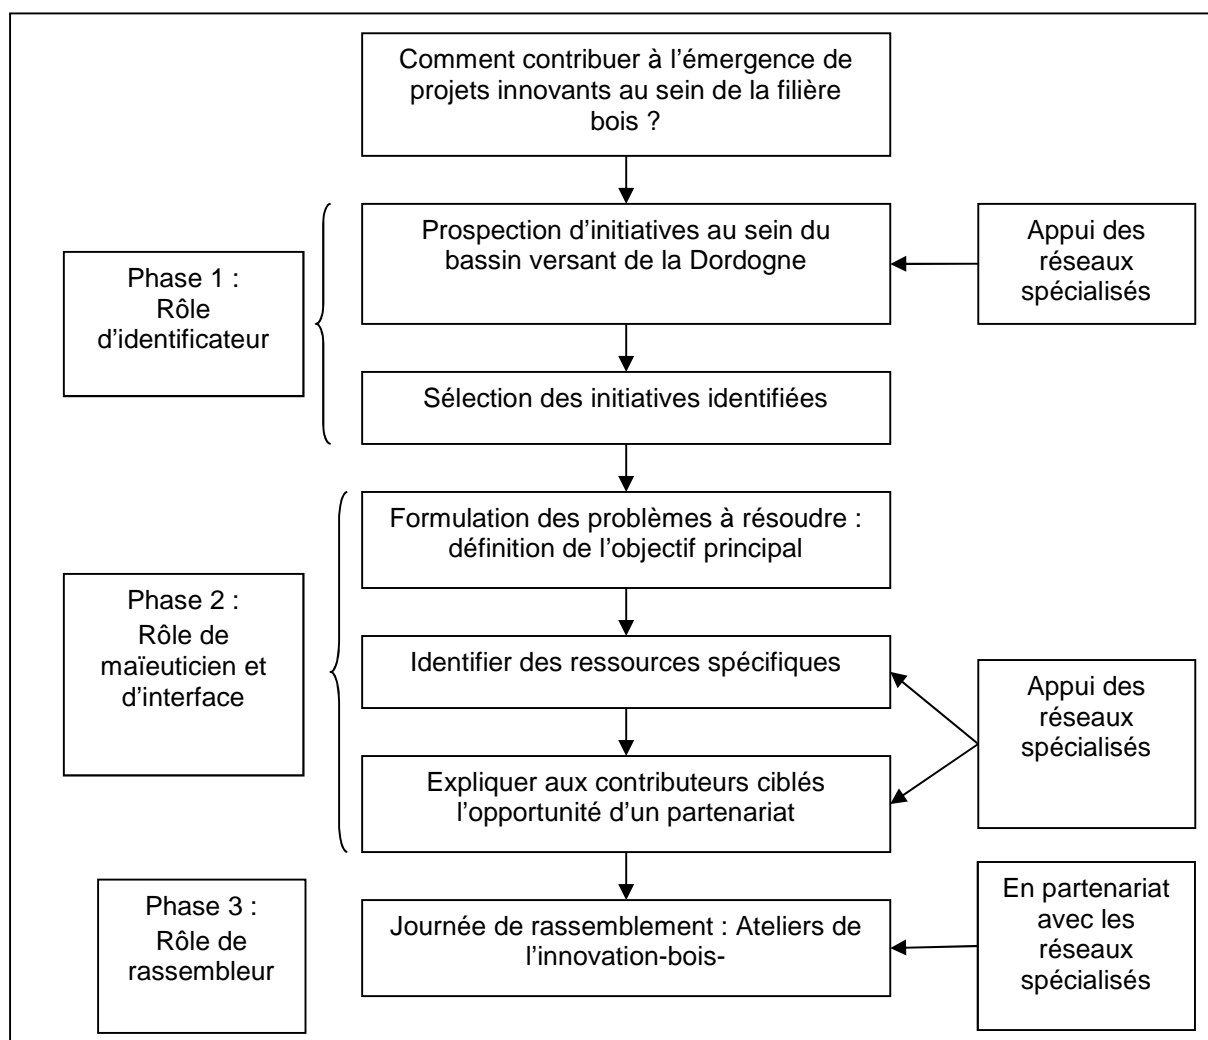 Comment contribuer à l’émergence de
projets innovants au sein de la filière
bois ?
Phase 1 :
Rôle
d’identificateur
Prospection d’initiatives au sein du
bassin versant de la Dordogne
Appui des
réseaux
spécialisés
Sélection des initiatives identifiées
Phase 2 :
Rôle de
maïeuticien et
d’interface
Formulation des problèmes à résoudre :
définition de l’objectif principal
Identifier des ressources spécifiques
Expliquer aux contributeurs ciblés
l’opportunité d’un partenariat
Appui des
réseaux
spécialisés
Phase 3 :
Rôle de
rassembleur
Journée de rassemblement : Ateliers de
l’innovation-bois-
En partenariat
avec les
réseaux
spécialisés